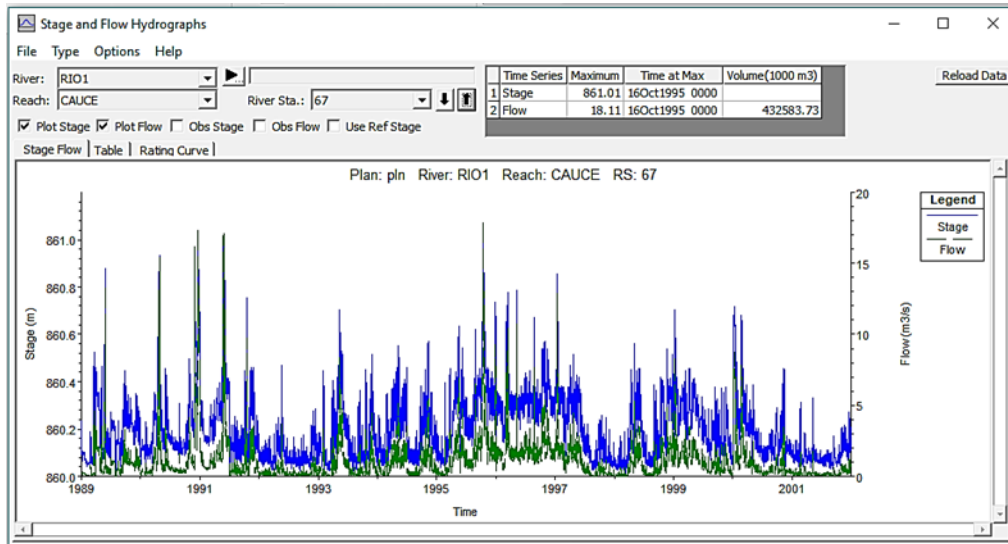 Stage and Flow Hydrographs
File Type Options Help
River: RIO1
Reach: CAUCE River Sta.: 67
Plot Stage Plot Flow Obs Stage Obs Flow Use Ref Stage
Time Series Maximum Time at Max Volume(1000 m3)
1 Stage 861.01 16Oct1995 0000
2 Flow 18.11 16Oct1995 0000 432583.73
Reload Data
Stage Flow Table Rating Curve
Plan: pln River: RIO1 Reach: CAUCE RS: 67
Stage (m)
861.0
860.8
860.6
860.4
860.2
860.0
1989 1991 1993 1995 1997 1999 2001
Time
20
15
10
5
0
Flow (m3/s)
Legend
Stage
Flow